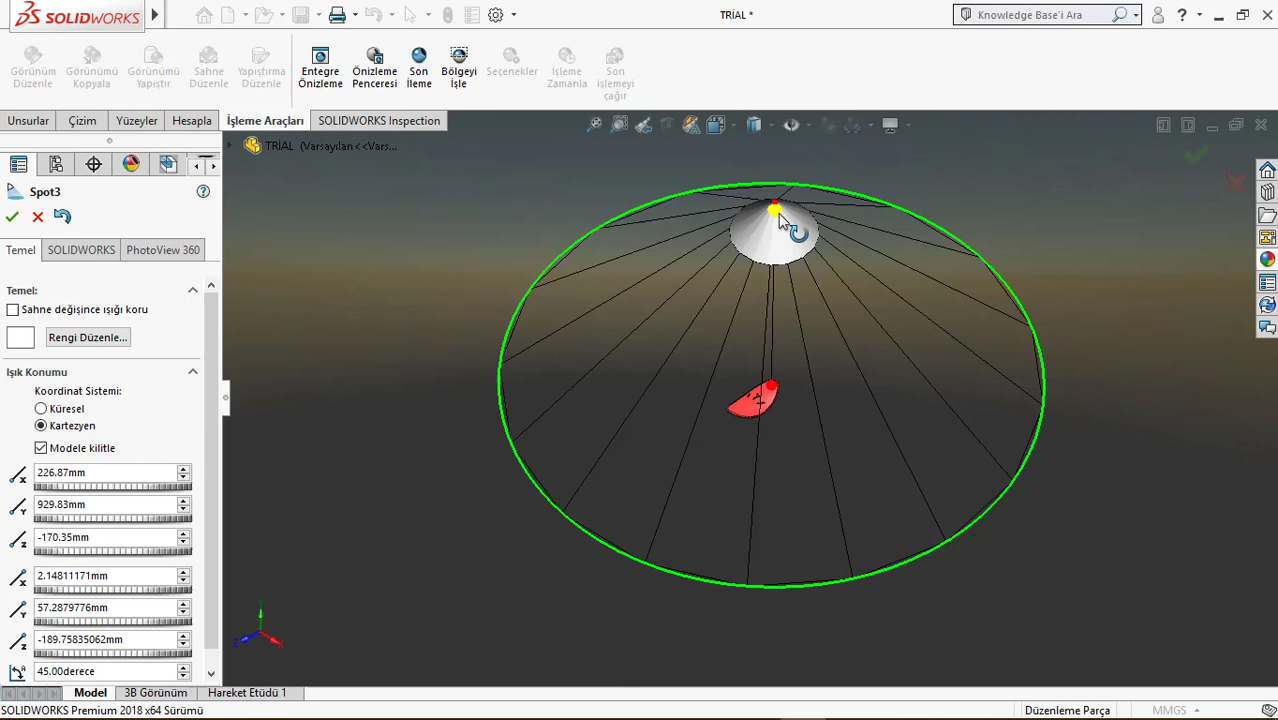 SOLIDWORKS
TRİAL *
Knowledge Base'i Ara
?
Görünüm Düzenle
Görünümü Kopyala
Görünümü Yapıştır
Sahne Düzenle
Yapıştırma Düzenle
Entegre Önizleme
Önizleme Penceresi
Son İleme
Bölgeyi İşle
Seçenekler
İşleme Zamanla
Son işlemeyi çağır
Unsurlar
Çizim
Yüzeyler
Hesapla
İşleme Araçları
SOLIDWORKS Inspection
TRİAL (Varsayılan<<Vars...
Spot3
?
Temel
SOLIDWORKS
PhotoView 360
Temel:
Sahne değişince ışığı koru
Rengi Düzenle...
Işık Konumu
Koordinat Sistemi:
Küresel
Kartezyen
Modele kilitle
X 226.87mm
Y 929.83mm
Z -170.35mm
X 2.14811171mm
Y 57.2879776mm
Z -189.75835062mm
45.00derece
Y
Z
X
Model
3B Görünüm
Hareket Etüdü 1
SOLIDWORKS Premium 2018 x64 Sürümü
Düzenleme Parça
MMGS